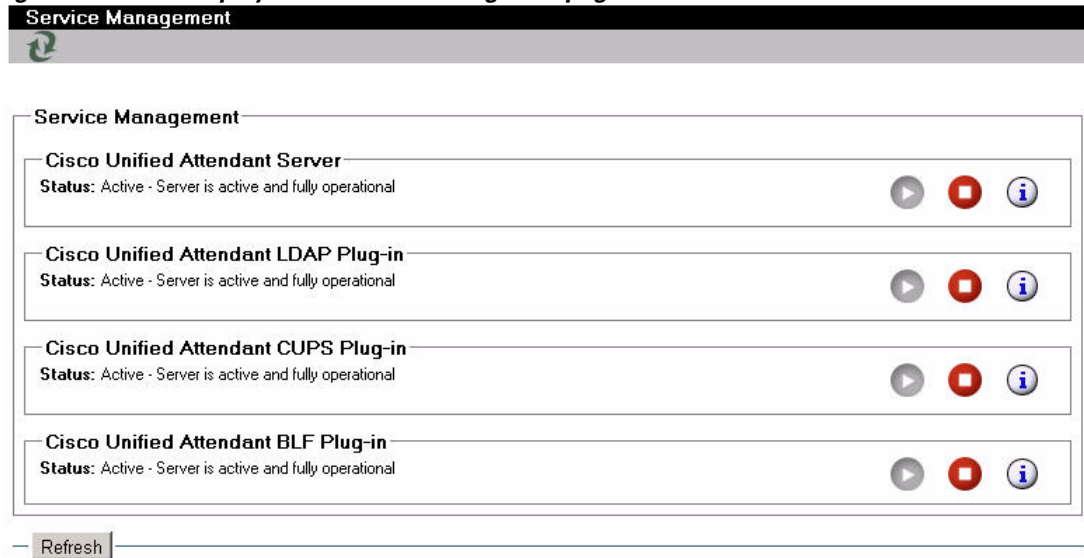 Service Management
Service Management
Cisco Unified Attendant Server
Status: Active - Server is active and fully operational
Cisco Unified Attendant LDAP Plug-in
Status: Active - Server is active and fully operational
Cisco Unified Attendant CUPS Plug-in
Status: Active - Server is active and fully operational
Cisco Unified Attendant BLF Plug-in
Status: Active - Server is active and fully operational
Refresh